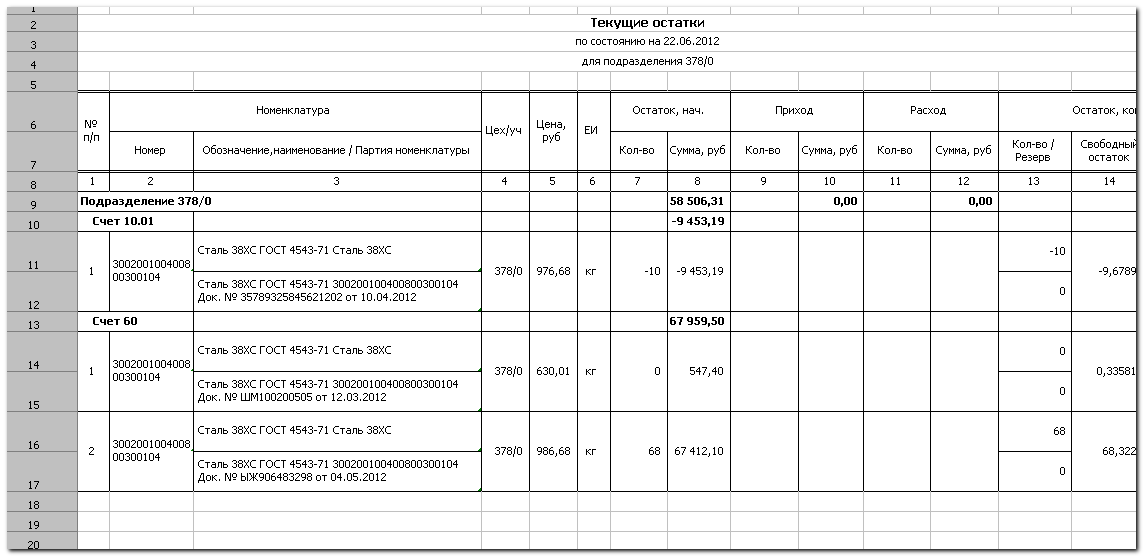 1
2 Текущие остатки
3 по состоянию на 22.06.2012
4 для подразделения 378/0
5
6 № п/п Номенклатура Цех/уч Цена, руб ЕИ Остаток, нач. Приход Расход Остаток, ко
7 Номер Обозначение,наименование / Партия номенклатуры Кол-во Сумма, руб Кол-во Сумма, руб Кол-во Сумма, руб Кол-во / Резерв Свободный остаток
8 1 2 3 4 5 6 7 8 9 10 11 12 13 14
9 Подразделение 378/0 58 506,31 0,00 0,00
10 Счет 10.01 -9 453,19
11 1 3002001004008 00300104 Сталь 38ХС ГОСТ 4543-71 Сталь 38ХС 378/0 976,68 кг -10 -9 453,19 -10 -9,6789
12 Сталь 38ХС ГОСТ 4543-71 300200100400800300104 0
Док. № 35789325845621202 от 10.04.2012
13 Счет 60 67 959,50
14 1 3002001004008 00300104 Сталь 38ХС ГОСТ 4543-71 Сталь 38ХС 378/0 630,01 кг 0 547,40 0 0,33581
15 Сталь 38ХС ГОСТ 4543-71 300200100400800300104 0
Док. № ШМ100200505 от 12.03.2012
16 2 3002001004008 00300104 Сталь 38ХС ГОСТ 4543-71 Сталь 38ХС 378/0 986,68 кг 68 67 412,10 68 68,322
17 Сталь 38ХС ГОСТ 4543-71 300200100400800300104 0
Док. № ЫЖ906483298 от 04.05.2012
18
19
20